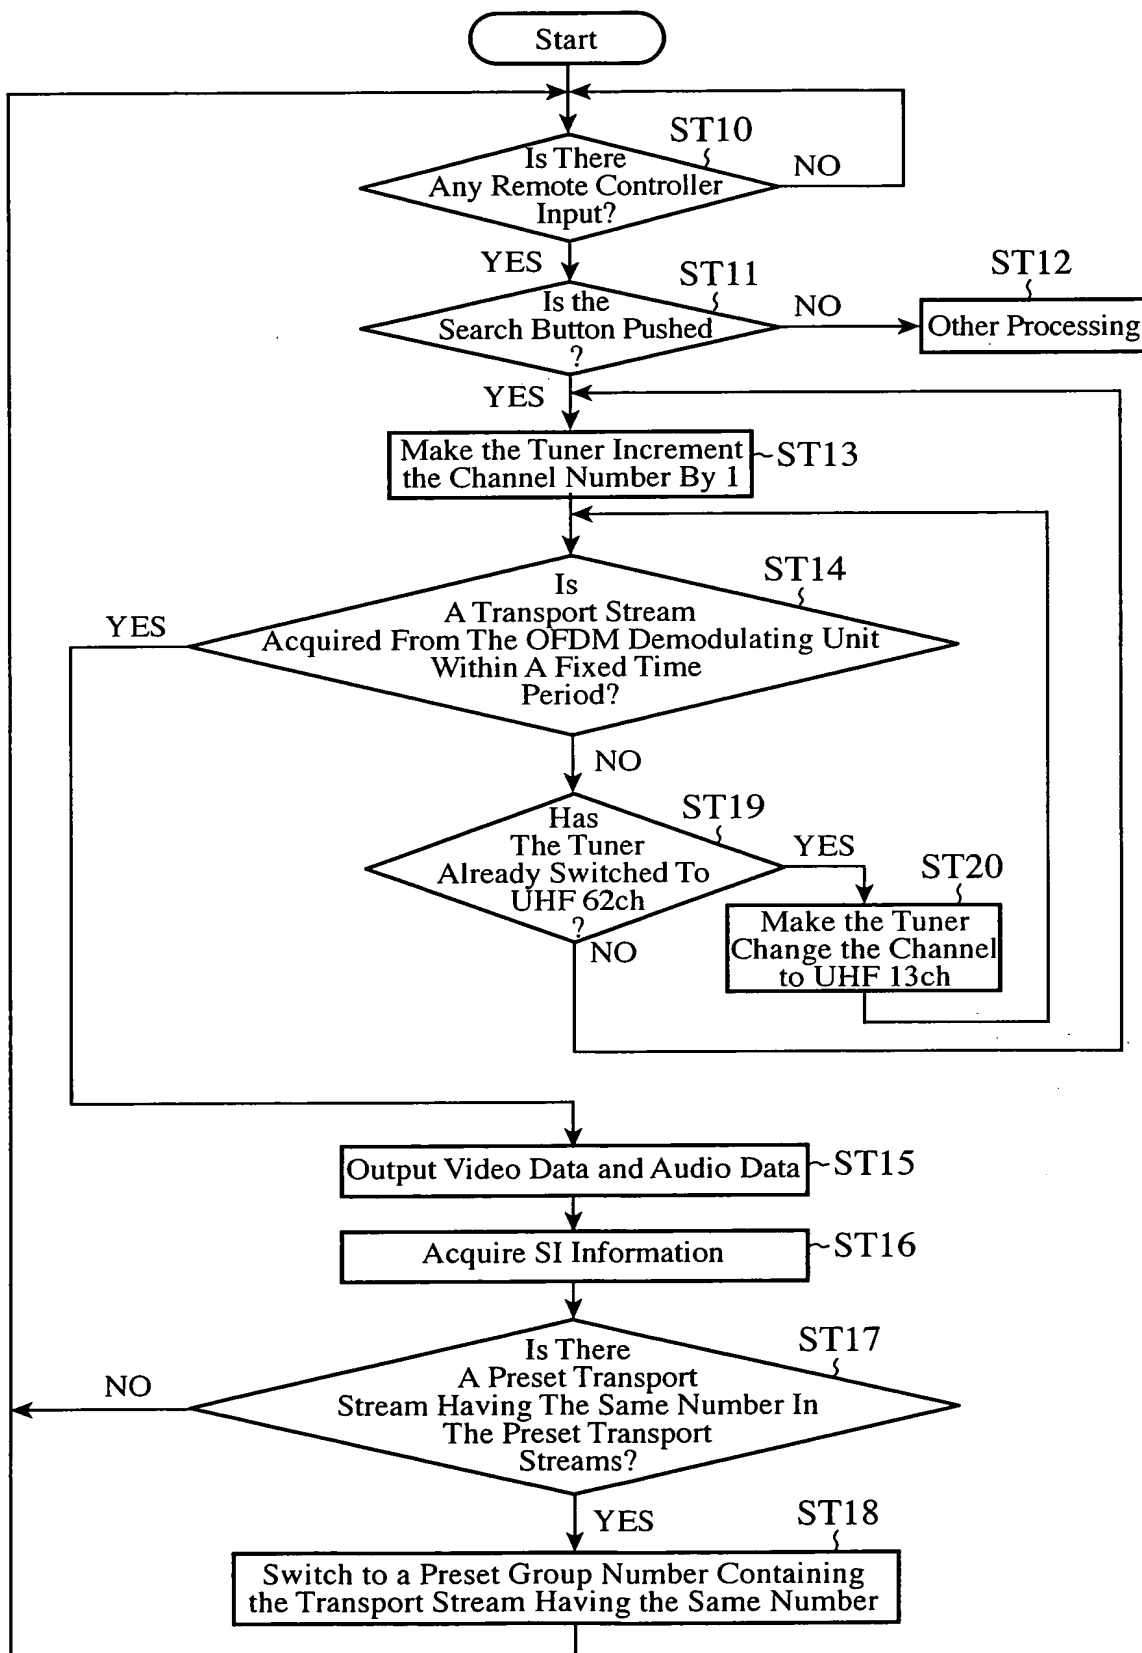 Start
ST10
Is There
Any Remote Controller
Input?
NO
YES
ST11
Is the
Search Button Pushed
?
NO
ST12
Other Processing
YES
Make the Tuner Increment
the Channel Number By 1
ST13
ST14
Is
A Transport Stream
Acquired From The OFDM Demodulating Unit
Within A Fixed Time
Period?
YES
NO
ST19
Has
The Tuner
Already Switched To
UHF 62ch
?
YES
NO
ST20
Make the Tuner
Change the Channel
to UHF 13ch
Output Video Data and Audio Data
ST15
Acquire SI Information
ST16
ST17
Is There
A Preset Transport
Stream Having The Same Number In
The Preset Transport
Streams?
NO
YES
ST18
Switch to a Preset Group Number Containing
the Transport Stream Having the Same Number